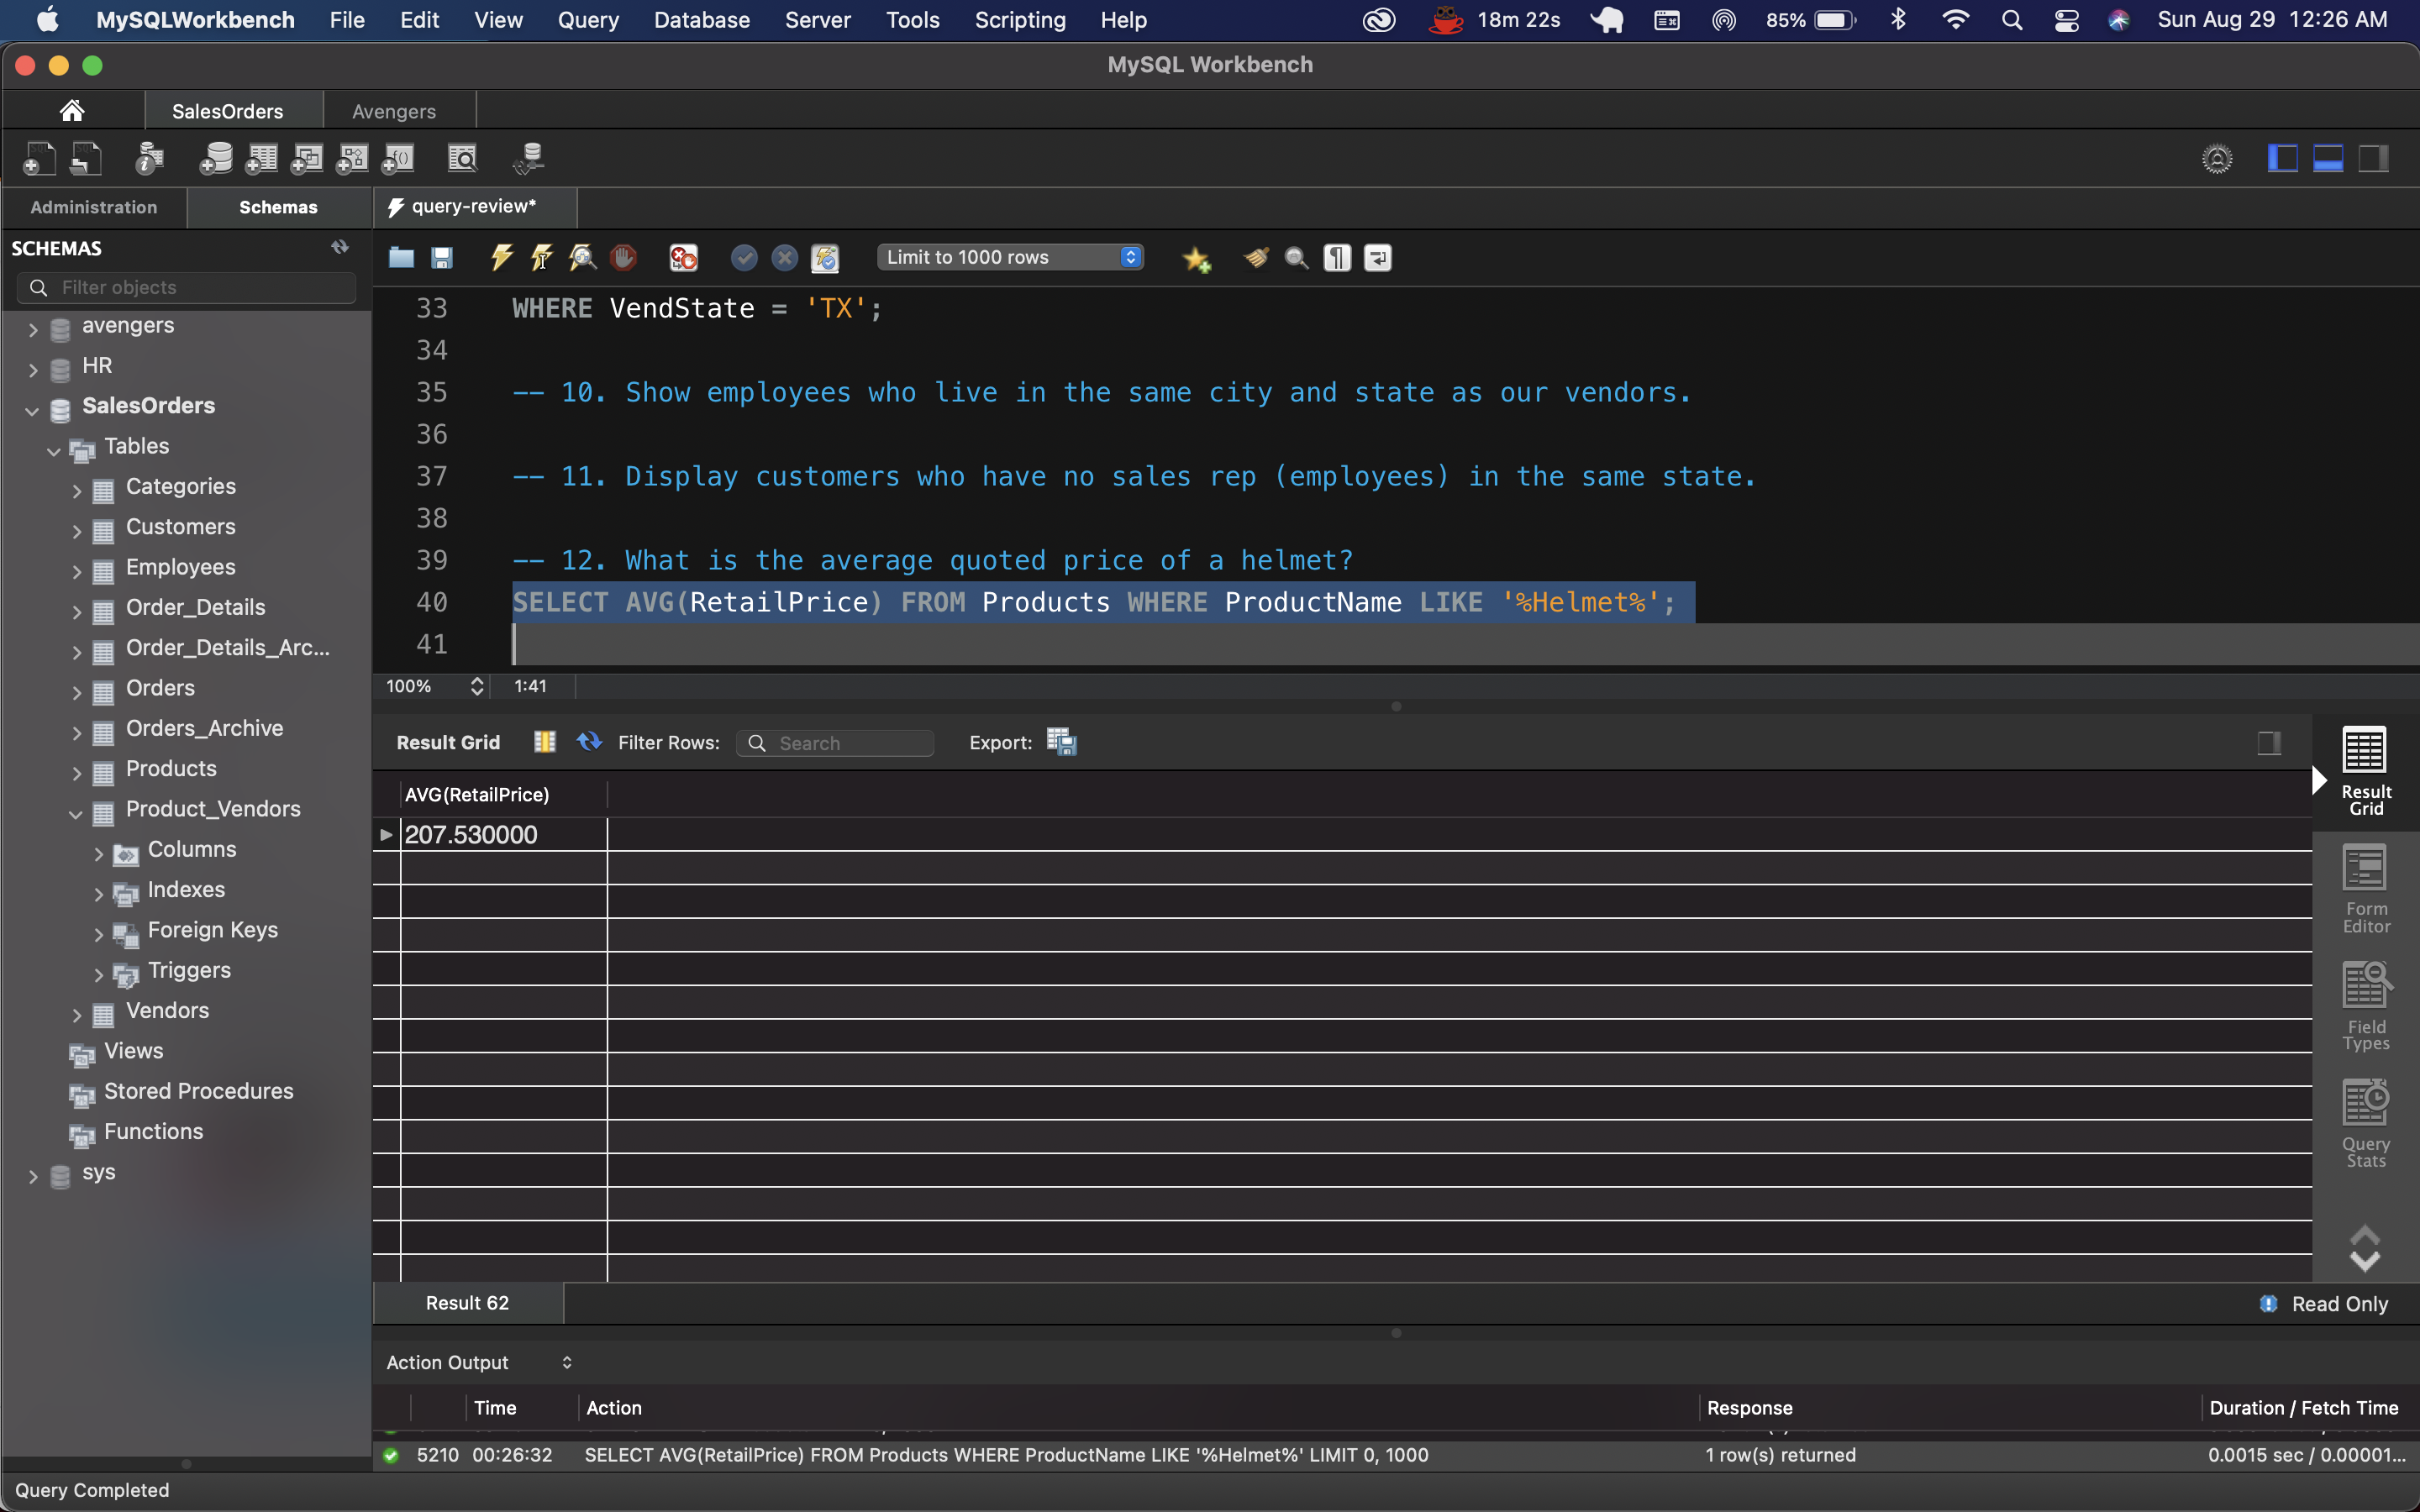 MySQLWorkbench File Edit View Query Database Server Tools Scripting Help 18m 22s 85% Sun Aug 29 12:26 AM
MySQL Workbench
SalesOrders Avengers
Administration Schemas query-review*
SCHEMAS
Limit to 1000 rows
Filter objects
avengers
HR
SalesOrders
Tables
Categories
Customers
Employees
Order_Details
Order_Details_Arc...
Orders
Orders_Archive
Products
Product_Vendors
Columns
Indexes
Foreign Keys
Triggers
Vendors
Views
Stored Procedures
Functions
sys
33 WHERE VendState = 'TX';
34
35 -- 10. Show employees who live in the same city and state as our vendors.
36
37 -- 11. Display customers who have no sales rep (employees) in the same state.
38
39 -- 12. What is the average quoted price of a helmet?
40 SELECT AVG(RetailPrice) FROM Products WHERE ProductName LIKE '%Helmet%';
41
100% 1:41
Result Grid Filter Rows: Search Export:
AVG(RetailPrice)
207.530000
Result
Grid
Form
Editor
Field
Types
Query
Stats
Result 62 Read Only
Action Output
Time Action Response Duration / Fetch Time
5210 00:26:32 SELECT AVG(RetailPrice) FROM Products WHERE ProductName LIKE '%Helmet%' LIMIT 0, 1000 1 row(s) returned 0.0015 sec / 0.00001...
Query Completed